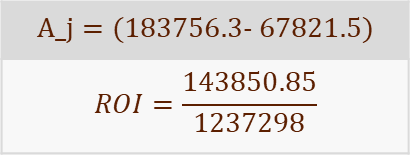 A_j = (183756.3- 67821.5)
ROI = 143850.85 / 1237298